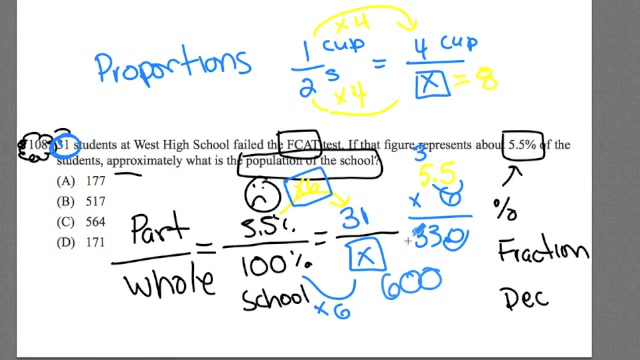 Proportions
1 cup / 2 s = 4 cup / x = 8
x4
x4
108. 31 students at West High School failed the FCAT test. If that figure represents about 5.5% of the
students, approximately what is the population of the school?
(A) 177
(B) 517
(C) 564
(D) 171
Part / whole = 5.5% / 100% = 31 / x
school
x6
x6
600
3
5.5
x 6
330
%
Fraction
Dec